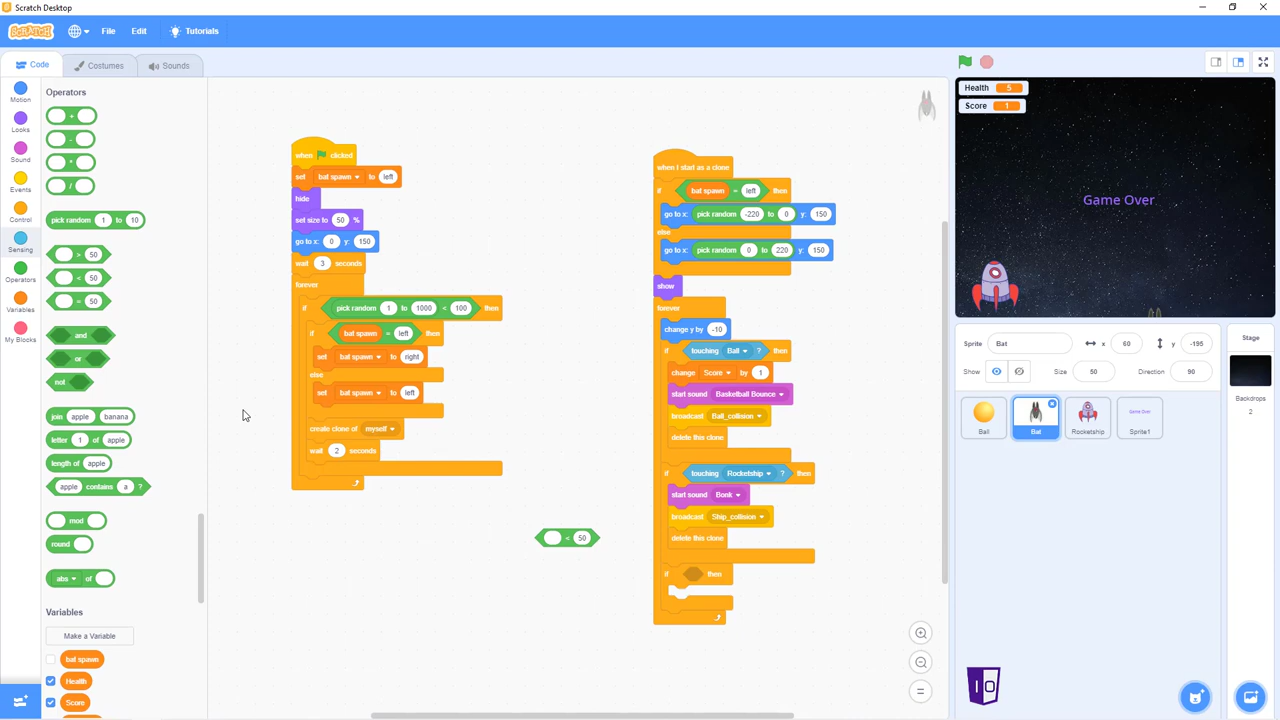 Scratch Desktop
SCRATCH File Edit Tutorials
Code Costumes Sounds
Motion
Looks
Sound
Events
Control
Sensing
Operators
Variables
My Blocks
Operators
+
-
*
/
pick random 1 to 10
> 50
< 50
= 50
and
or
not
join apple banana
letter 1 of apple
length of apple
apple contains a ?
mod
round
abs of
Variables
Make a Variable
bat spawn
Health
Score
when clicked
set bat spawn to left
hide
set size to 50 %
go to x: 0 y: 150
wait 3 seconds
forever
if pick random 1 to 1000 < 100 then
if bat spawn = left then
set bat spawn to right
else
set bat spawn to left
create clone of myself
wait 2 seconds
< 50
when I start as a clone
if bat spawn = left then
go to x: pick random -220 to 0 y: 150
else
go to x: pick random 0 to 220 y: 150
show
forever
change y by -10
if touching Ball ? then
change Score by 1
start sound Basketball Bounce
broadcast Ball_collision
delete this clone
if touching Rocketship ? then
start sound Bonk
broadcast Ship_collision
delete this clone
if then
Health 5
Score 1
Game Over
Sprite Bat x 60 y -195
Show Size 50 Direction 90
Ball Bat Rocketship Sprite1
Game Over
Stage
Backdrops
2